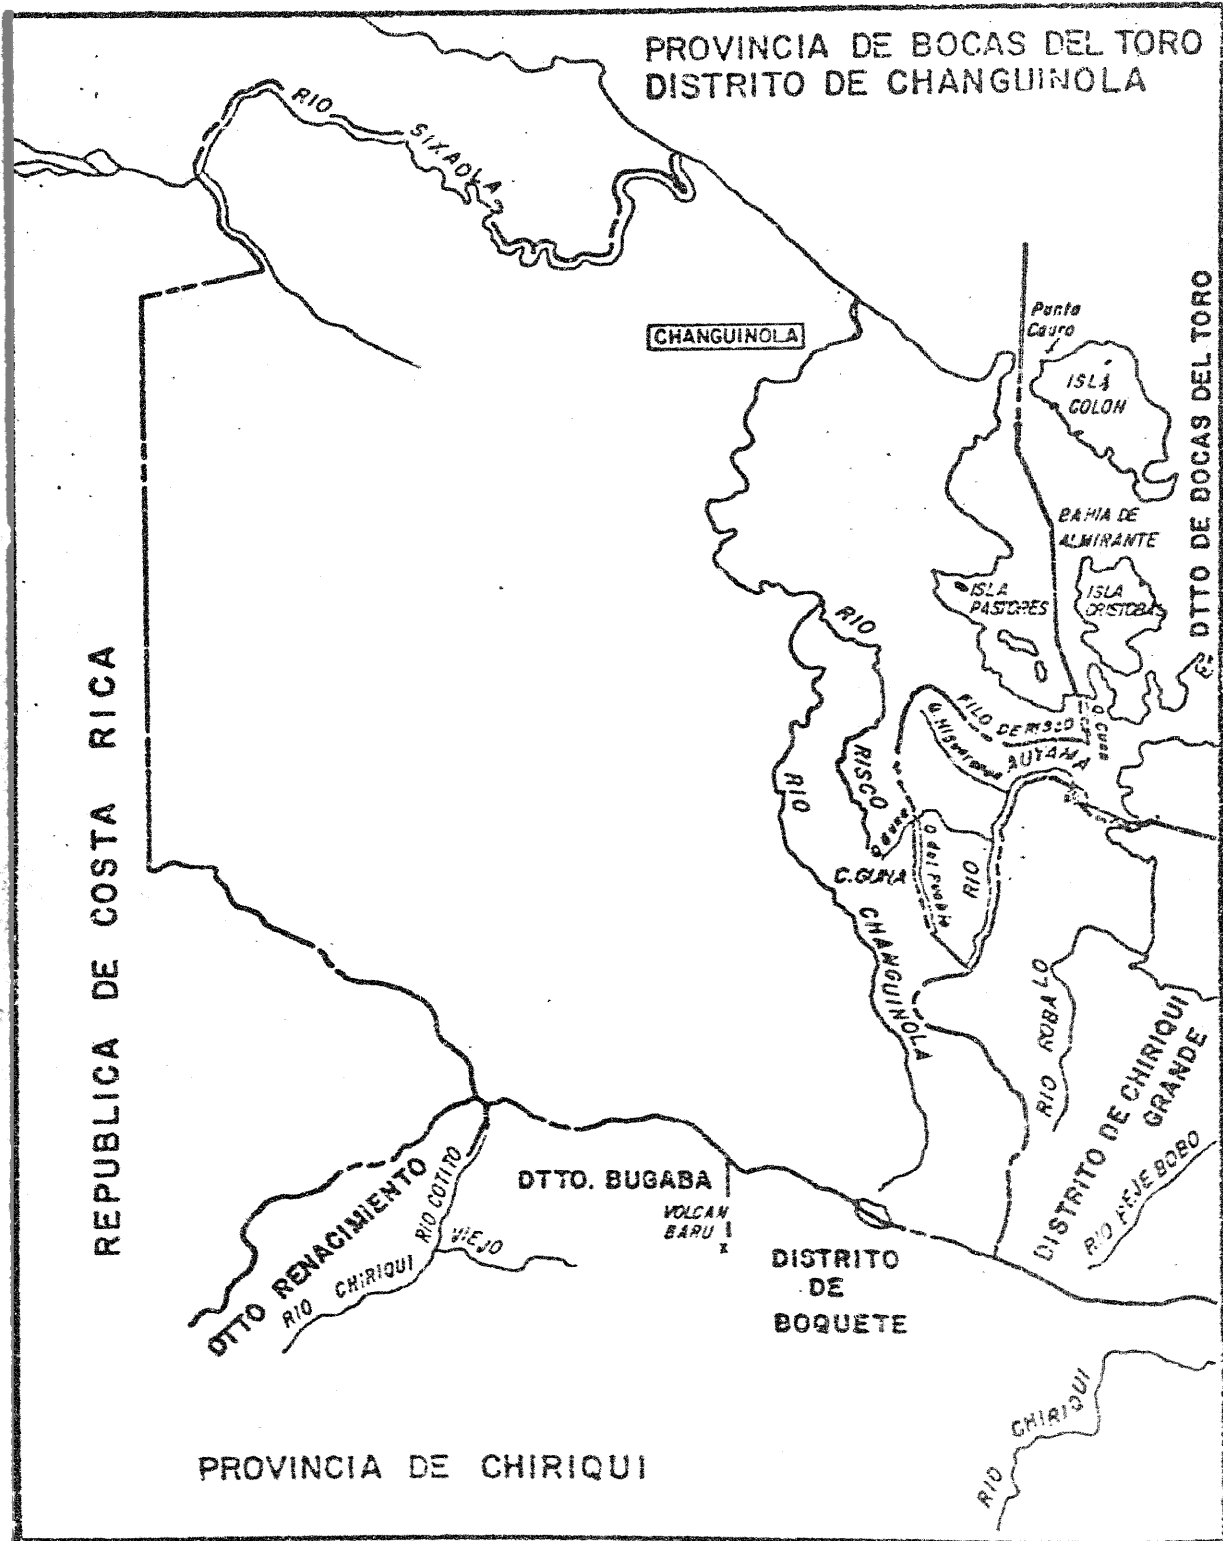 PROVINCIA DE BOCAS DEL TORO
DISTRITO DE CHANGUINOLA
RIO SIXAOLA
CHANGUINOLA
Punta
Cauro
ISLA
COLON
DTTO DE BOCAS DEL TORO
BAHIA DE
ALMIRANTE
ISLA
PASTORES
ISLA
CRISTOBAL
RIO RISCO
FILO DE
AUYAMA
RIO
RIO CHANGUINOLA
C. GUNA
REPUBLICA DE COSTA RICA
RIO ROBALO
DISTRITO DE CHIRIQUI
GRANDE
RIO PEJE BOBO
DTTO RENACIMIENTO
RIO COTITO
RIO CHIRIQUI VIEJO
DTTO. BUGABA
VOLCAN
BARU
x
DISTRITO
DE
BOQUETE
RIO CHIRIQUI
PROVINCIA DE CHIRIQUI